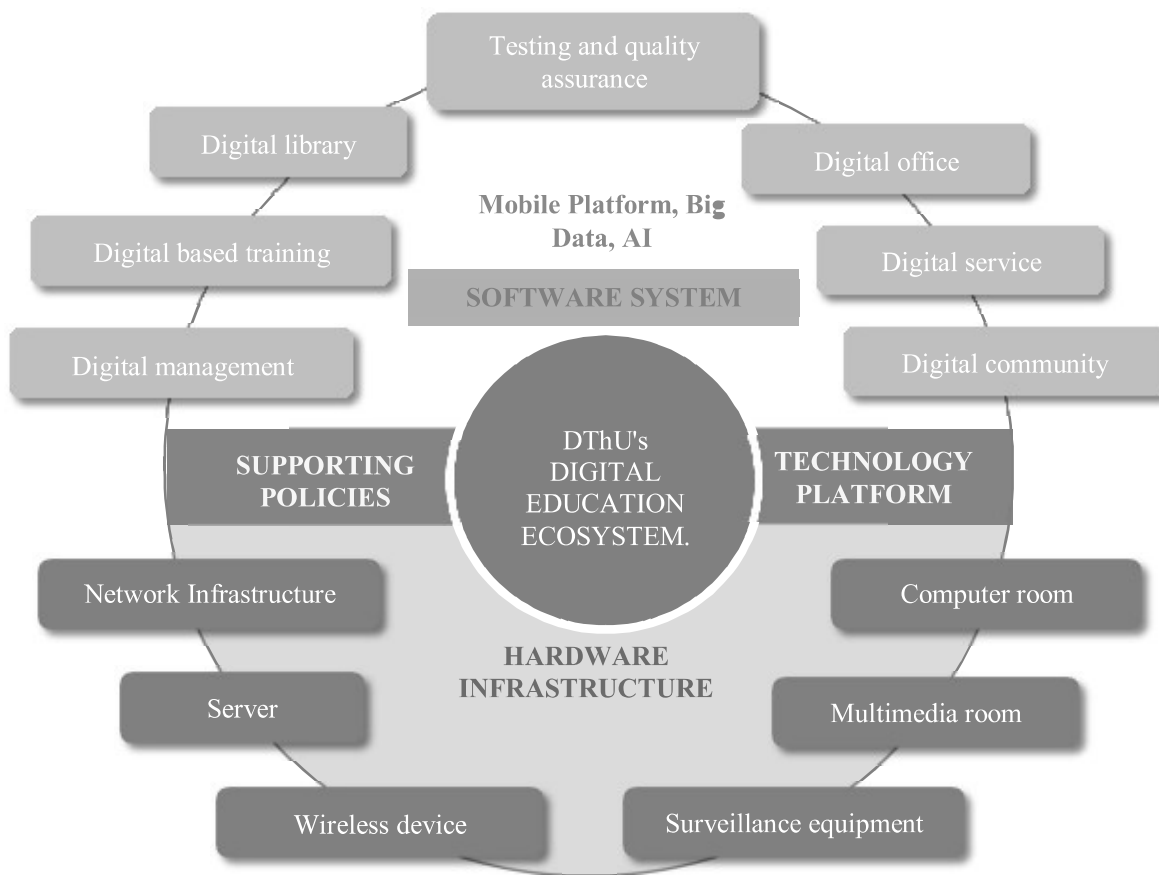 Testing and quality
assurance
Digital library
Digital office
Mobile Platform, Big
Data, AI
Digital based training
Digital service
SOFTWARE SYSTEM
Digital management
Digital community
SUPPORTING
POLICIES
DThU's
DIGITAL
EDUCATION
ECOSYSTEM.
TECHNOLOGY
PLATFORM
Network Infrastructure
Computer room
HARDWARE
INFRASTRUCTURE
Server
Multimedia room
Wireless device
Surveillance equipment